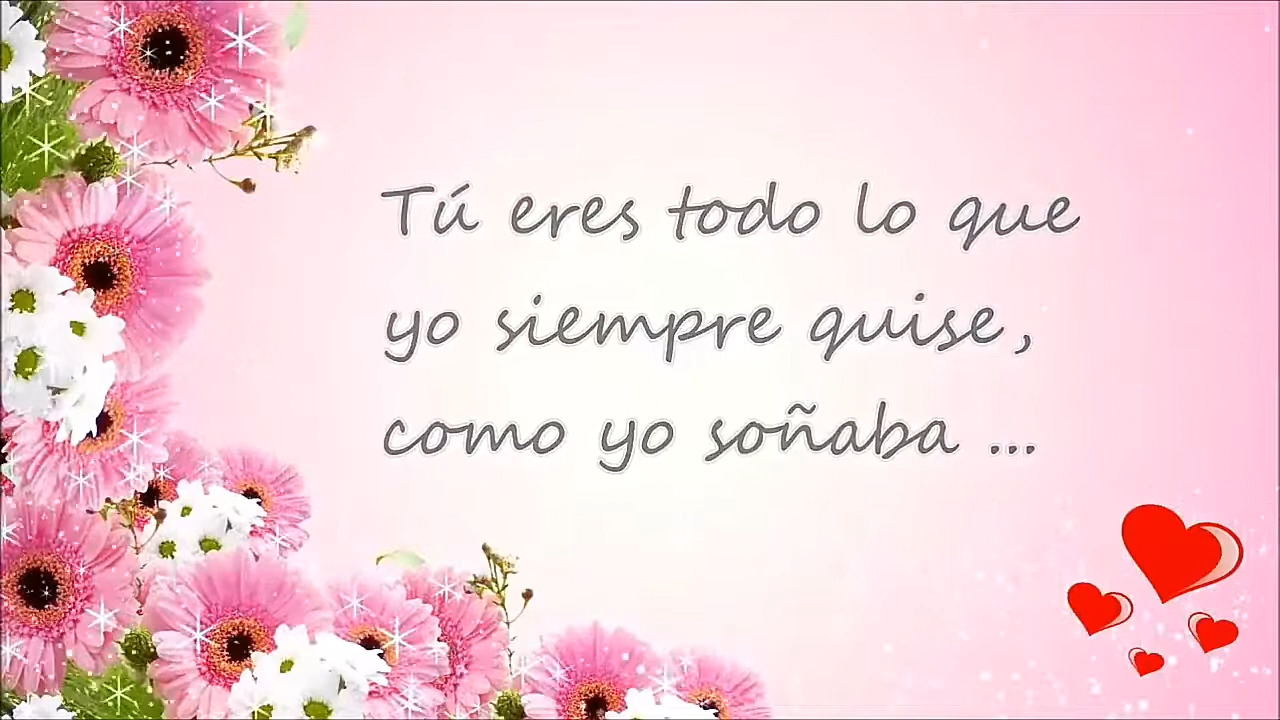 Tú eres todo lo que
yo siempre quise,
como yo soñaba ...